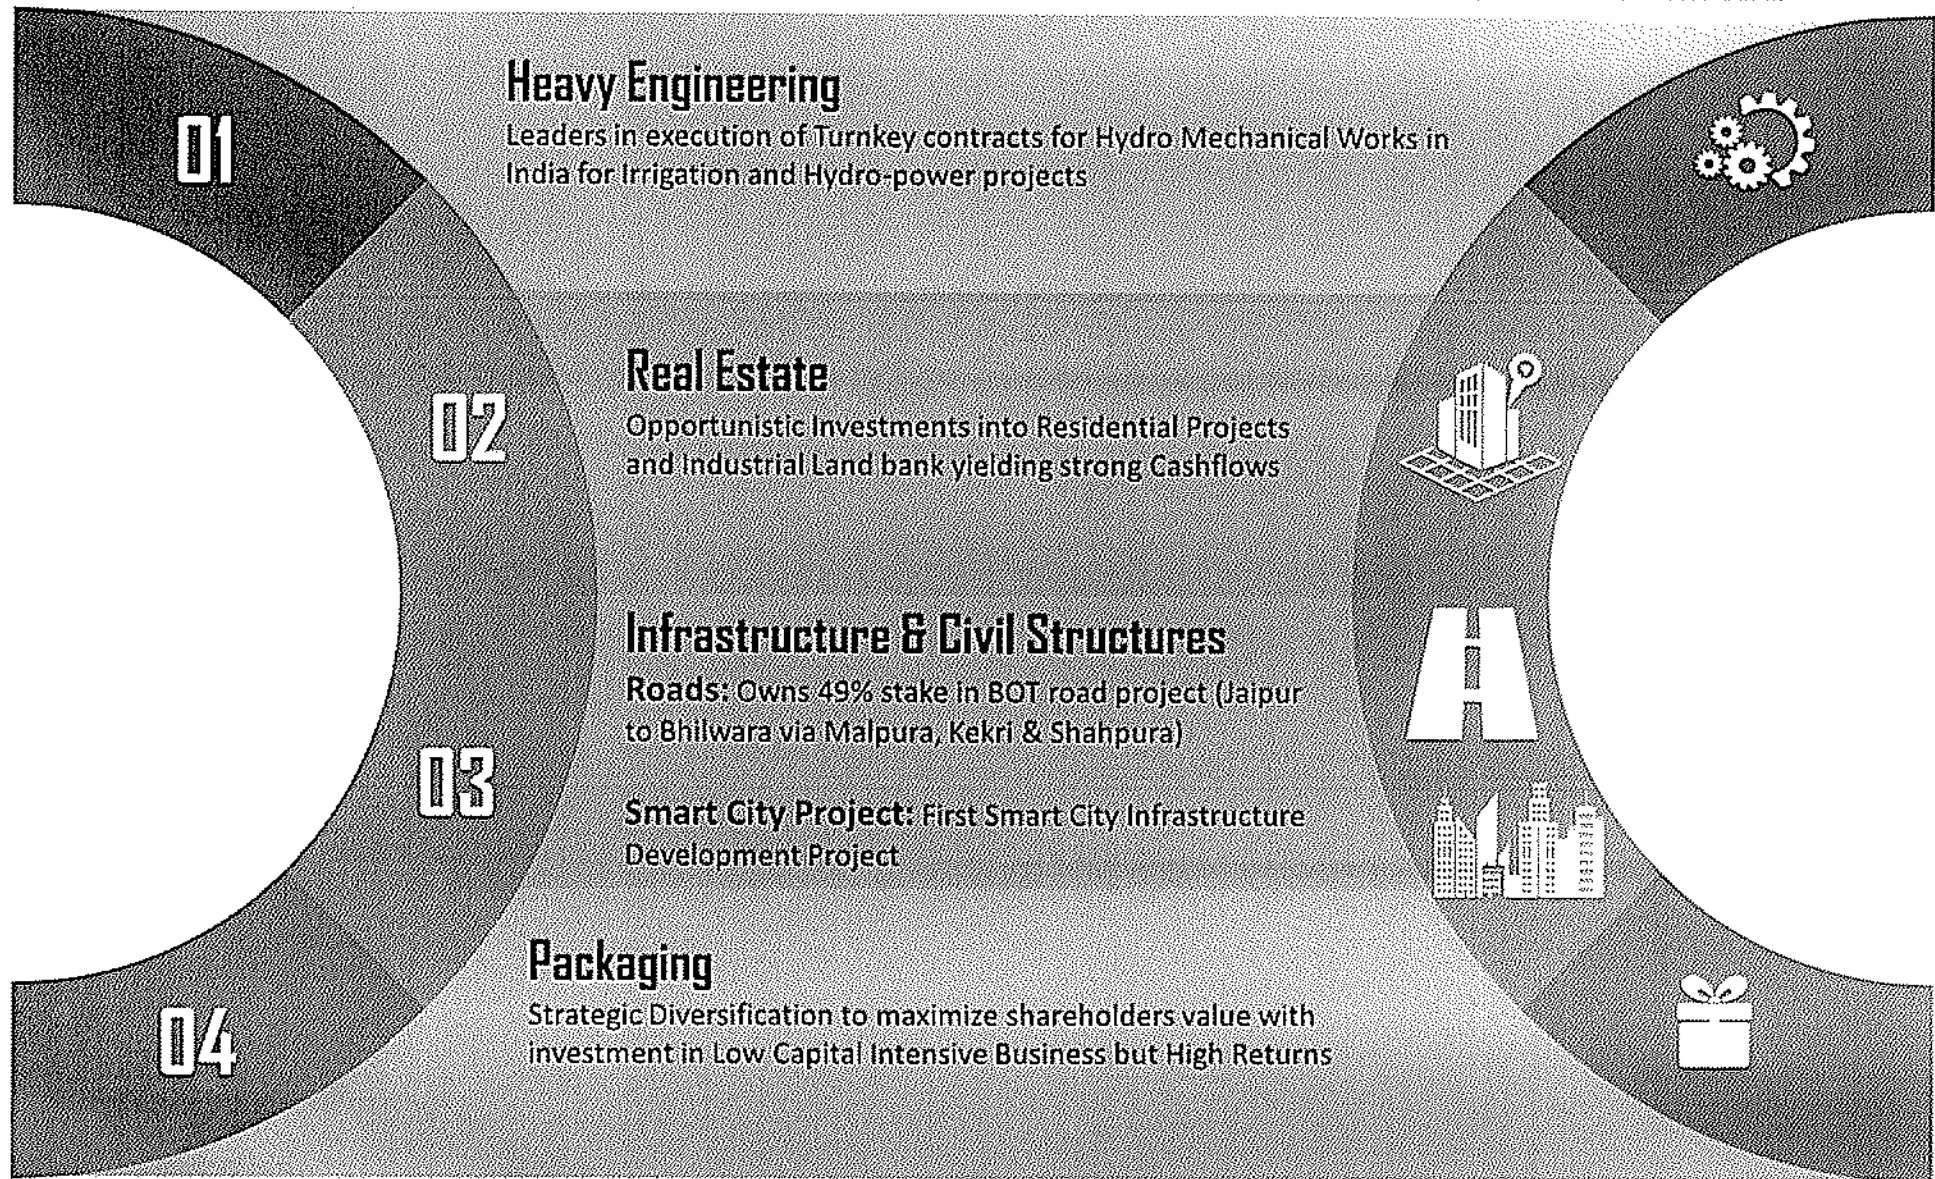 01
Heavy Engineering
Leaders in execution of Turnkey contracts for Hydro Mechanical Works in
India for Irrigation and Hydro-power projects
02
Real Estate
Opportunistic Investments into Residential Projects
and Industrial Land bank yielding strong Cashflows
03
Infrastructure & Civil Structures
Roads: Owns 49% stake in BOT road project (Jaipur
to Bhilwara via Malpura, Kekri & Shahpura)
Smart City Project: First Smart City Infrastructure
Development Project
04
Packaging
Strategic Diversification to maximize shareholders value with
investment in Low Capital Intensive Business but High Returns